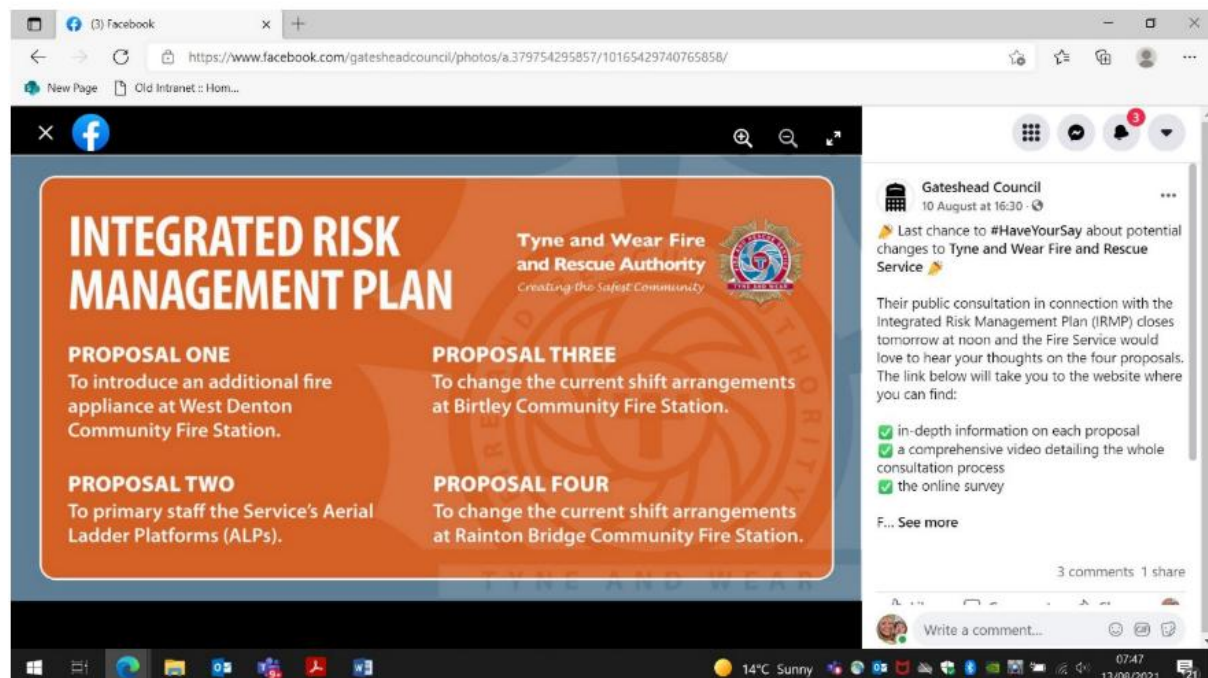 (3) Facebook
https://www.facebook.com/gatesheadcouncil/photos/a.379754295857/10165429740765858/
New Page
Old Intranet :: Hom...
3
INTEGRATED RISK
MANAGEMENT PLAN
Tyne and Wear Fire
and Rescue Authority
Creating the Safest Community
TYNE AND WEAR
PROPOSAL ONE
To introduce an additional fire
appliance at West Denton
Community Fire Station.
PROPOSAL TWO
To primary staff the Service's Aerial
Ladder Platforms (ALPs).
PROPOSAL THREE
To change the current shift arrangements
at Birtley Community Fire Station.
PROPOSAL FOUR
To change the current shift arrangements
at Rainton Bridge Community Fire Station.
TYNE AND WEAR
Gateshead Council
10 August at 16:30 ·
Last chance to #HaveYourSay about potential
changes to Tyne and Wear Fire and Rescue
Service
Their public consultation in connection with the
Integrated Risk Management Plan (IRMP) closes
tomorrow at noon and the Fire Service would
love to hear your thoughts on the four proposals.
The link below will take you to the website where
you can find:
in-depth information on each proposal
a comprehensive video detailing the whole
consultation process
the online survey
F... See more
3 comments 1 share
Write a comment...
GIF
14°C Sunny
07:47
13/08/2021
21